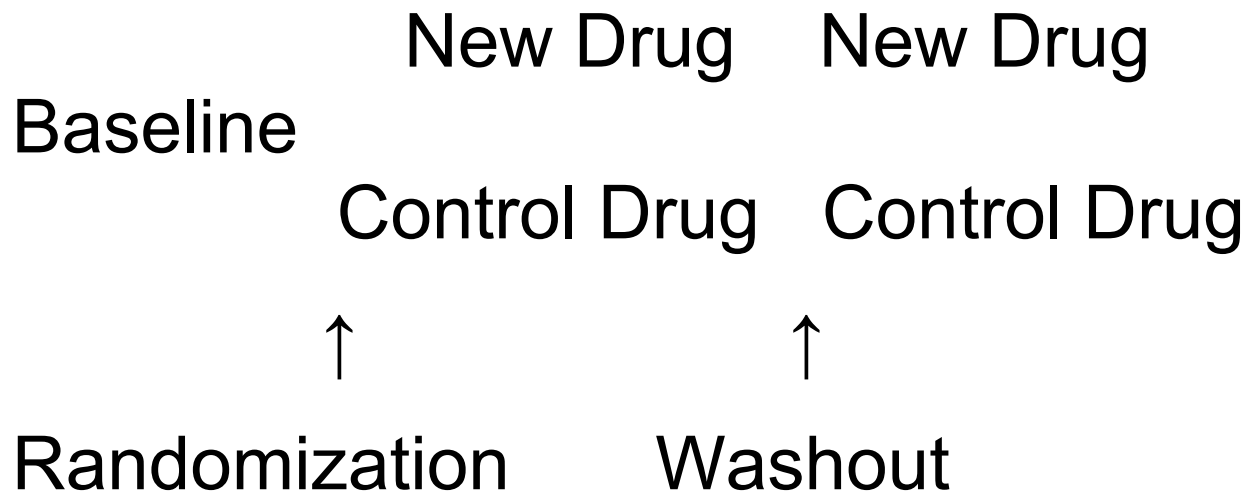 New Drug New Drug
Baseline
Control Drug Control Drug
↑ ↑
Randomization Washout